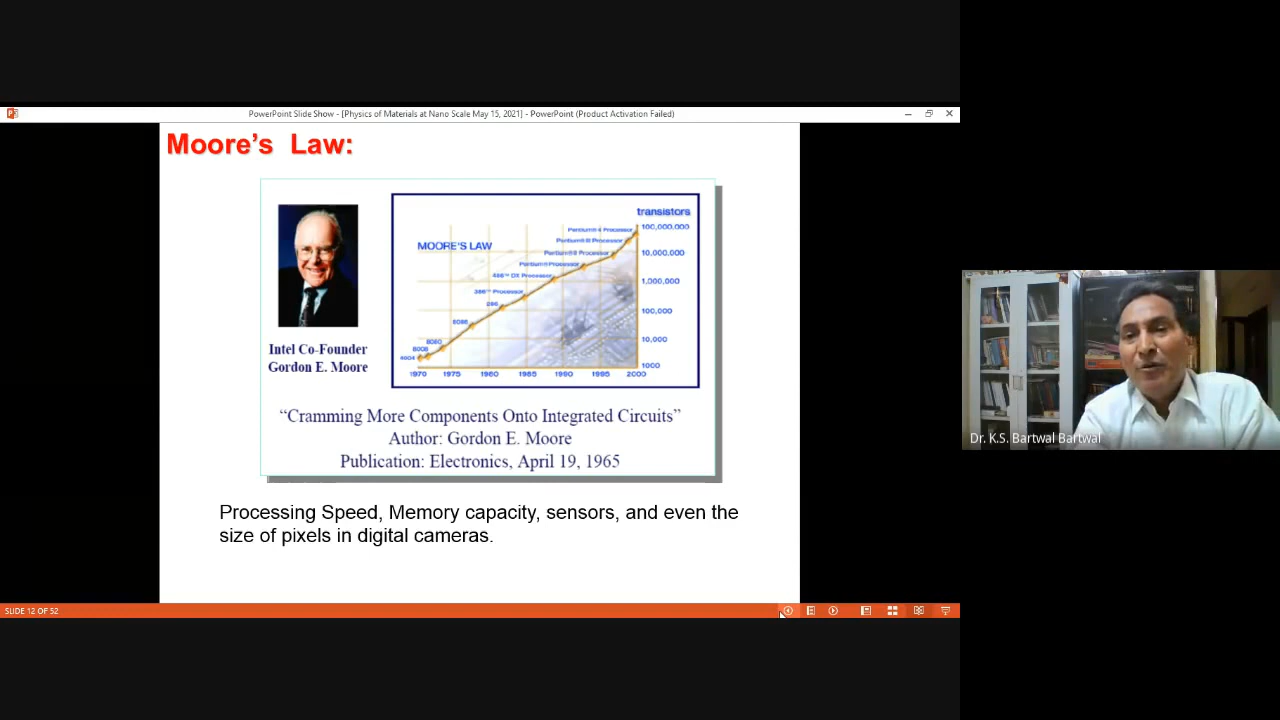 PowerPoint Slide Show - [Physics of Materials at Nano Scale May 15, 2021] - PowerPoint (Product Activation Failed)
Moore's Law:
transistors
100,000,000
10,000,000
1,000,000
100,000
10,000
1000
MOORE'S LAW
Pentium® 4 Processor
Pentium® III Processor
Pentium® II Processor
Pentium® Processor
486™ DX Processor
386™ Processor
286
8086
8080
8008
4004
1970 1975 1980 1985 1990 1995 2000
Intel Co-Founder
Gordon E. Moore
“Cramming More Components Onto Integrated Circuits”
Author: Gordon E. Moore
Publication: Electronics, April 19, 1965
Processing Speed, Memory capacity, sensors, and even the
size of pixels in digital cameras.
SLIDE 12 OF 52
Dr. K.S. Bartwal Bartwal